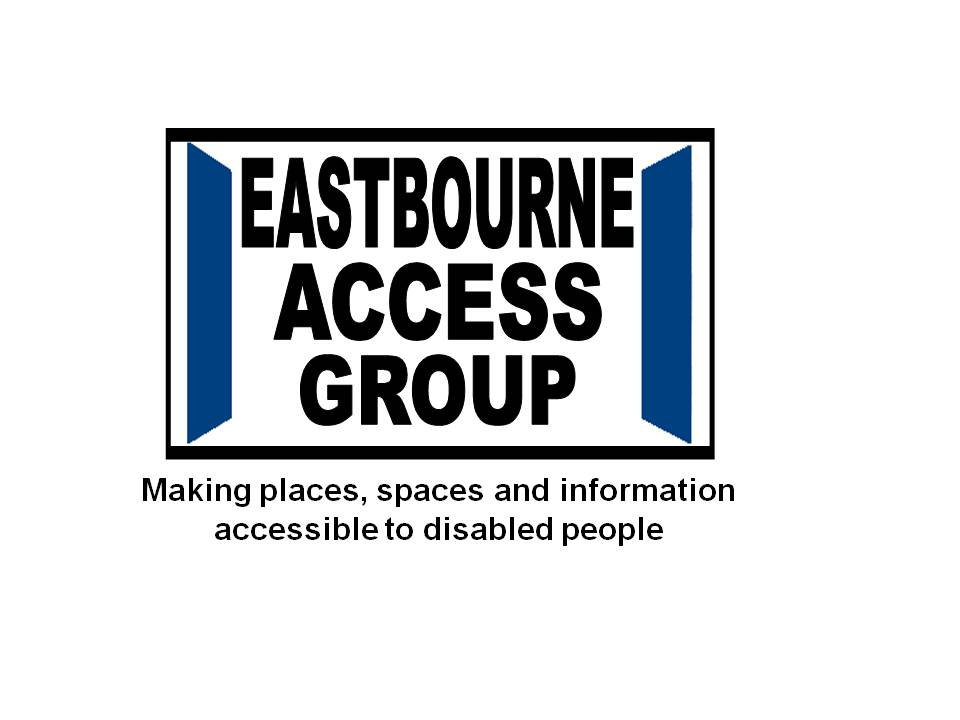 EASTBOURNE
ACCESS
GROUP
Making places, spaces and information
accessible to disabled people